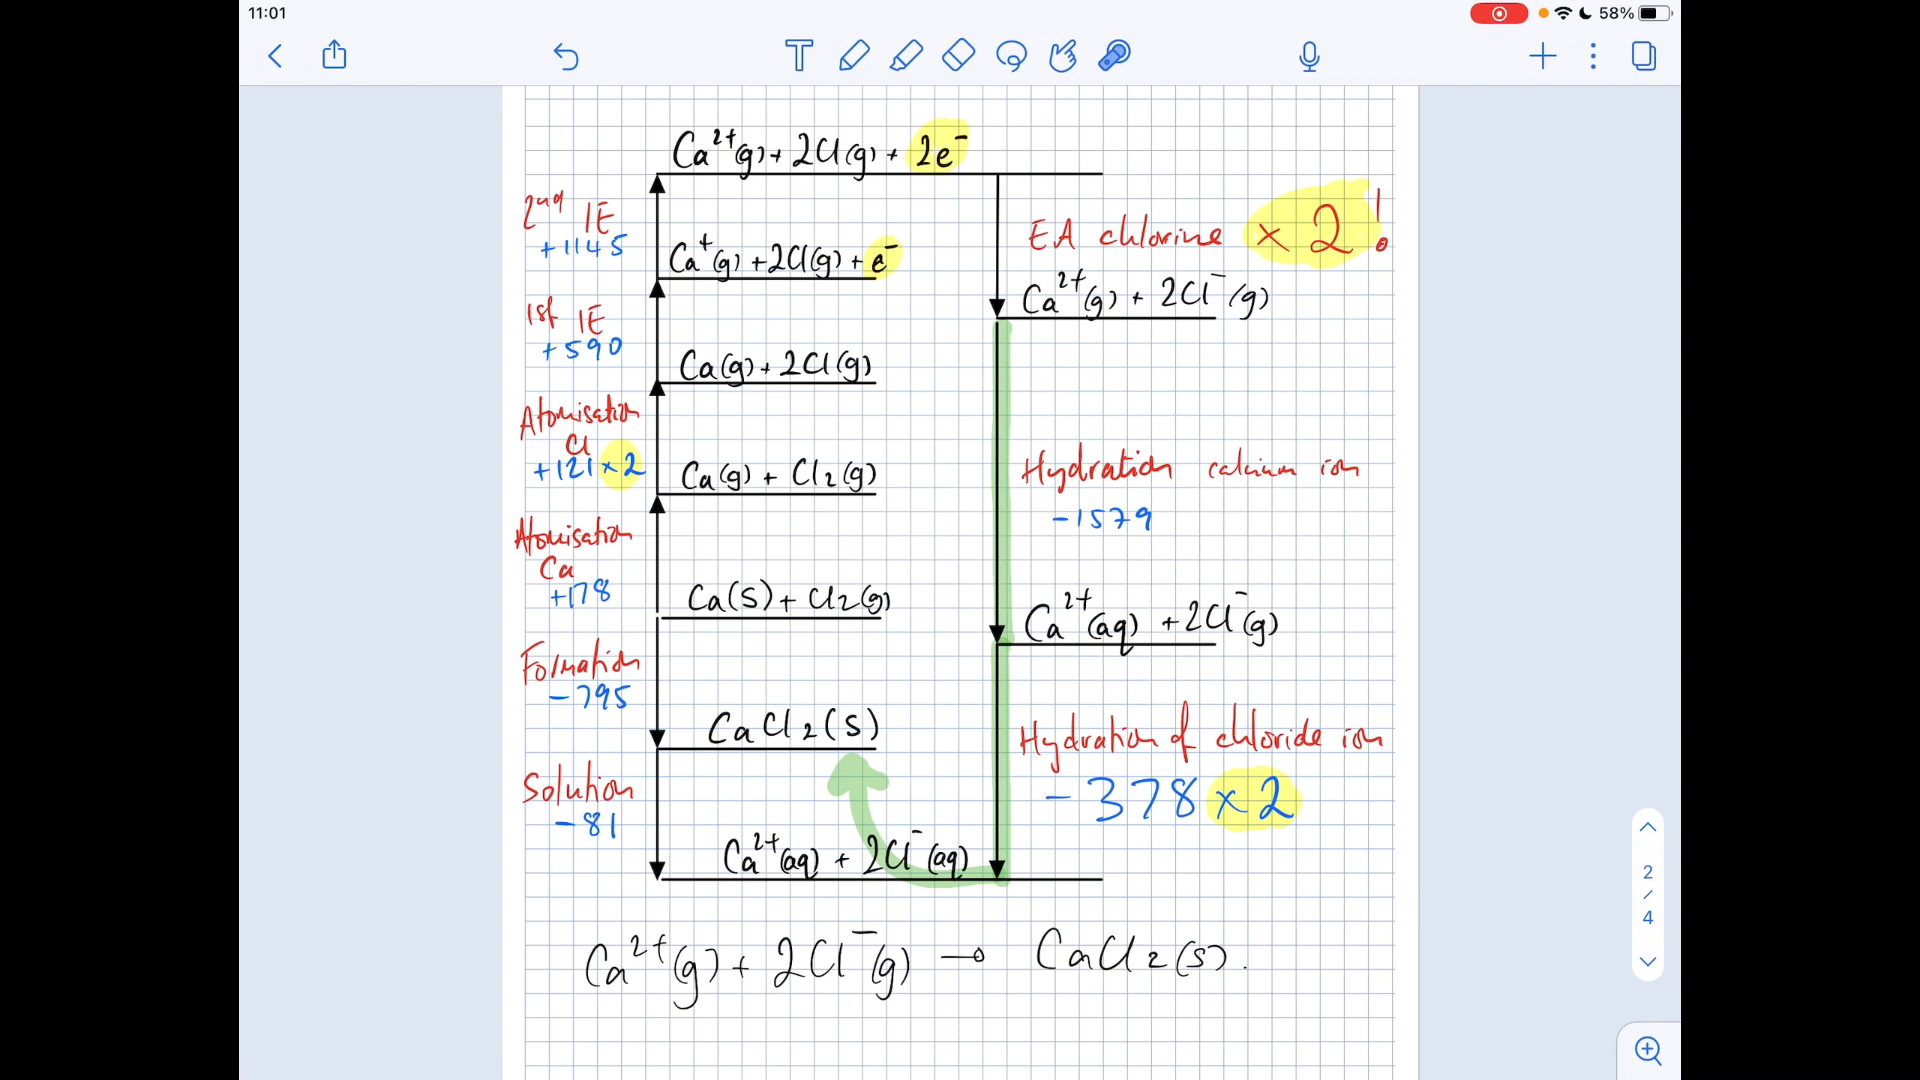 11:01
58%
Ca²⁺(g) + 2Cl(g) + 2e⁻
2nd IE
+1145
EA chlorine × 2!
Ca⁺(g) + 2Cl(g) + e⁻
Ca²⁺(g) + 2Cl⁻(g)
1st IE
+590
Ca(g) + 2Cl(g)
Atomisation
Cl
+121 × 2
Ca(g) + Cl₂(g)
Hydration calcium ion
-1579
Atomisation
Ca
+178
Ca(s) + Cl₂(g)
Ca²⁺(aq) + 2Cl⁻(g)
Formation
-795
CaCl₂(s)
Hydration of chloride ion
-378 × 2
Solution
-81
Ca²⁺(aq) + 2Cl⁻(aq)
Ca²⁺(g) + 2Cl⁻(g) → CaCl₂(s).
2
/
4